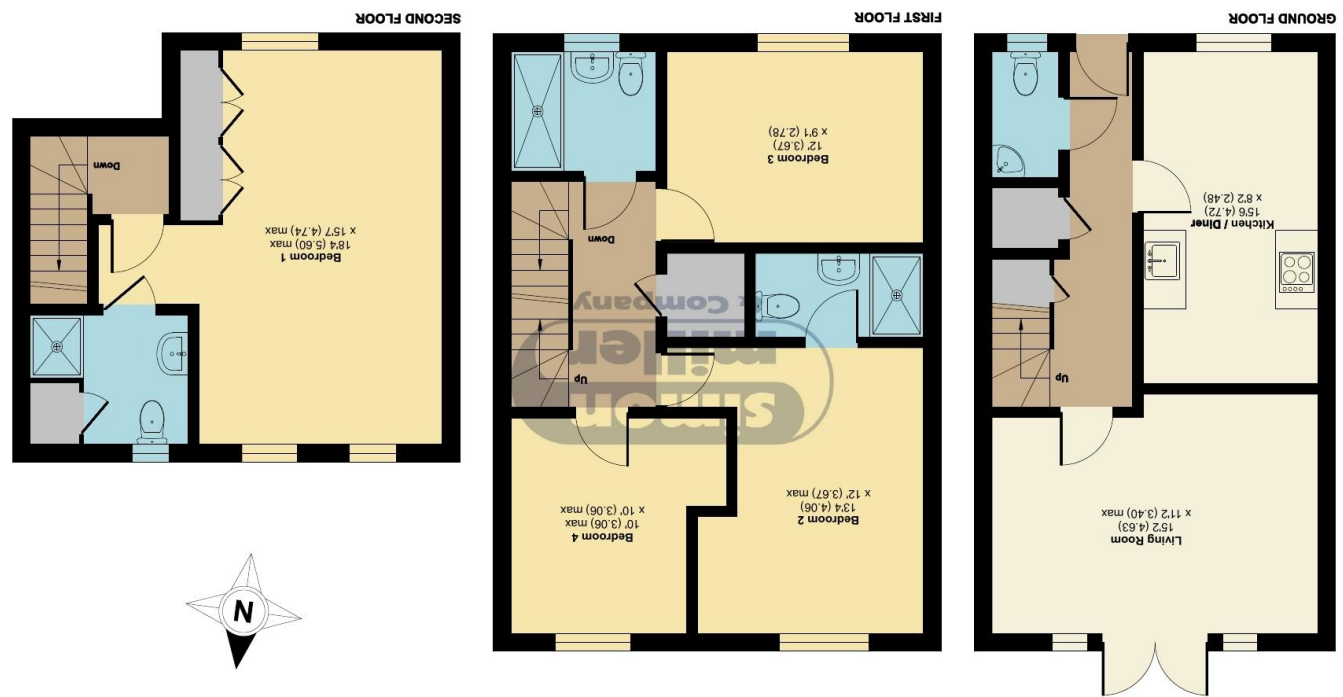 GROUND FLOOR
Living Room
15'2 (4.63)
x 11'2 (3.40) max
Up
Kitchen / Diner
15'6 (4.72)
x 8'2 (2.48)
FIRST FLOOR
Bedroom 2
13'4 (4.06)
x 12' (3.67) max
Bedroom 4
10' (3.06) max
x 10' (3.06) max
Up
Down
Bedroom 3
12' (3.67)
x 9'1 (2.78)
simon
miller
& Company
SECOND FLOOR
Bedroom 1
18'4 (5.60) max
x 15'7 (4.74) max
Down
N